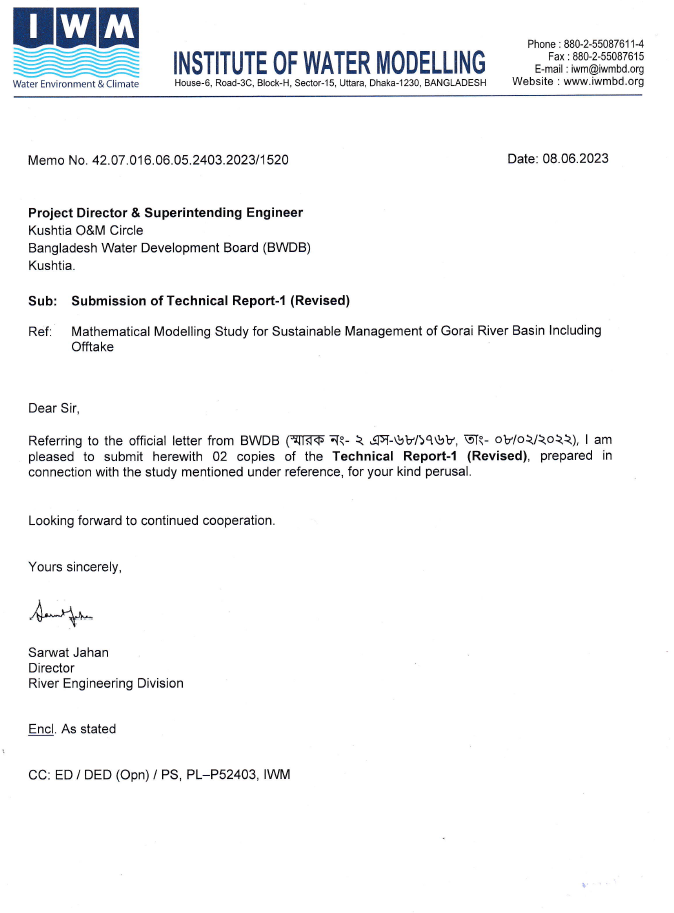 IWM
Water Environment & Climate
INSTITUTE OF WATER MODELLING
House-6, Road-3C, Block-H, Sector-15, Uttara, Dhaka-1230, BANGLADESH
Phone : 880-2-55087611-4
Fax : 880-2-55087615
E-mail : iwm@iwmbd.org
Website : www.iwmbd.org
Memo No. 42.07.016.06.05.2403.2023/1520
Date: 08.06.2023
Project Director & Superintending Engineer
Kushtia O&M Circle
Bangladesh Water Development Board (BWDB)
Kushtia.
Sub: Submission of Technical Report-1 (Revised)
Ref: Mathematical Modelling Study for Sustainable Management of Gorai River Basin Including
Offtake
Dear Sir,
Referring to the official letter from BWDB (স্মারক নং- ২ এস-৬৮/১৭৬৮, তাং- ০৮/০২/২০২২), I am
pleased to submit herewith 02 copies of the Technical Report-1 (Revised), prepared in
connection with the study mentioned under reference, for your kind perusal.
Looking forward to continued cooperation.
Yours sincerely,
Sarwat Jahan
Director
River Engineering Division
Encl. As stated
CC: ED / DED (Opn) / PS, PL–P52403, IWM